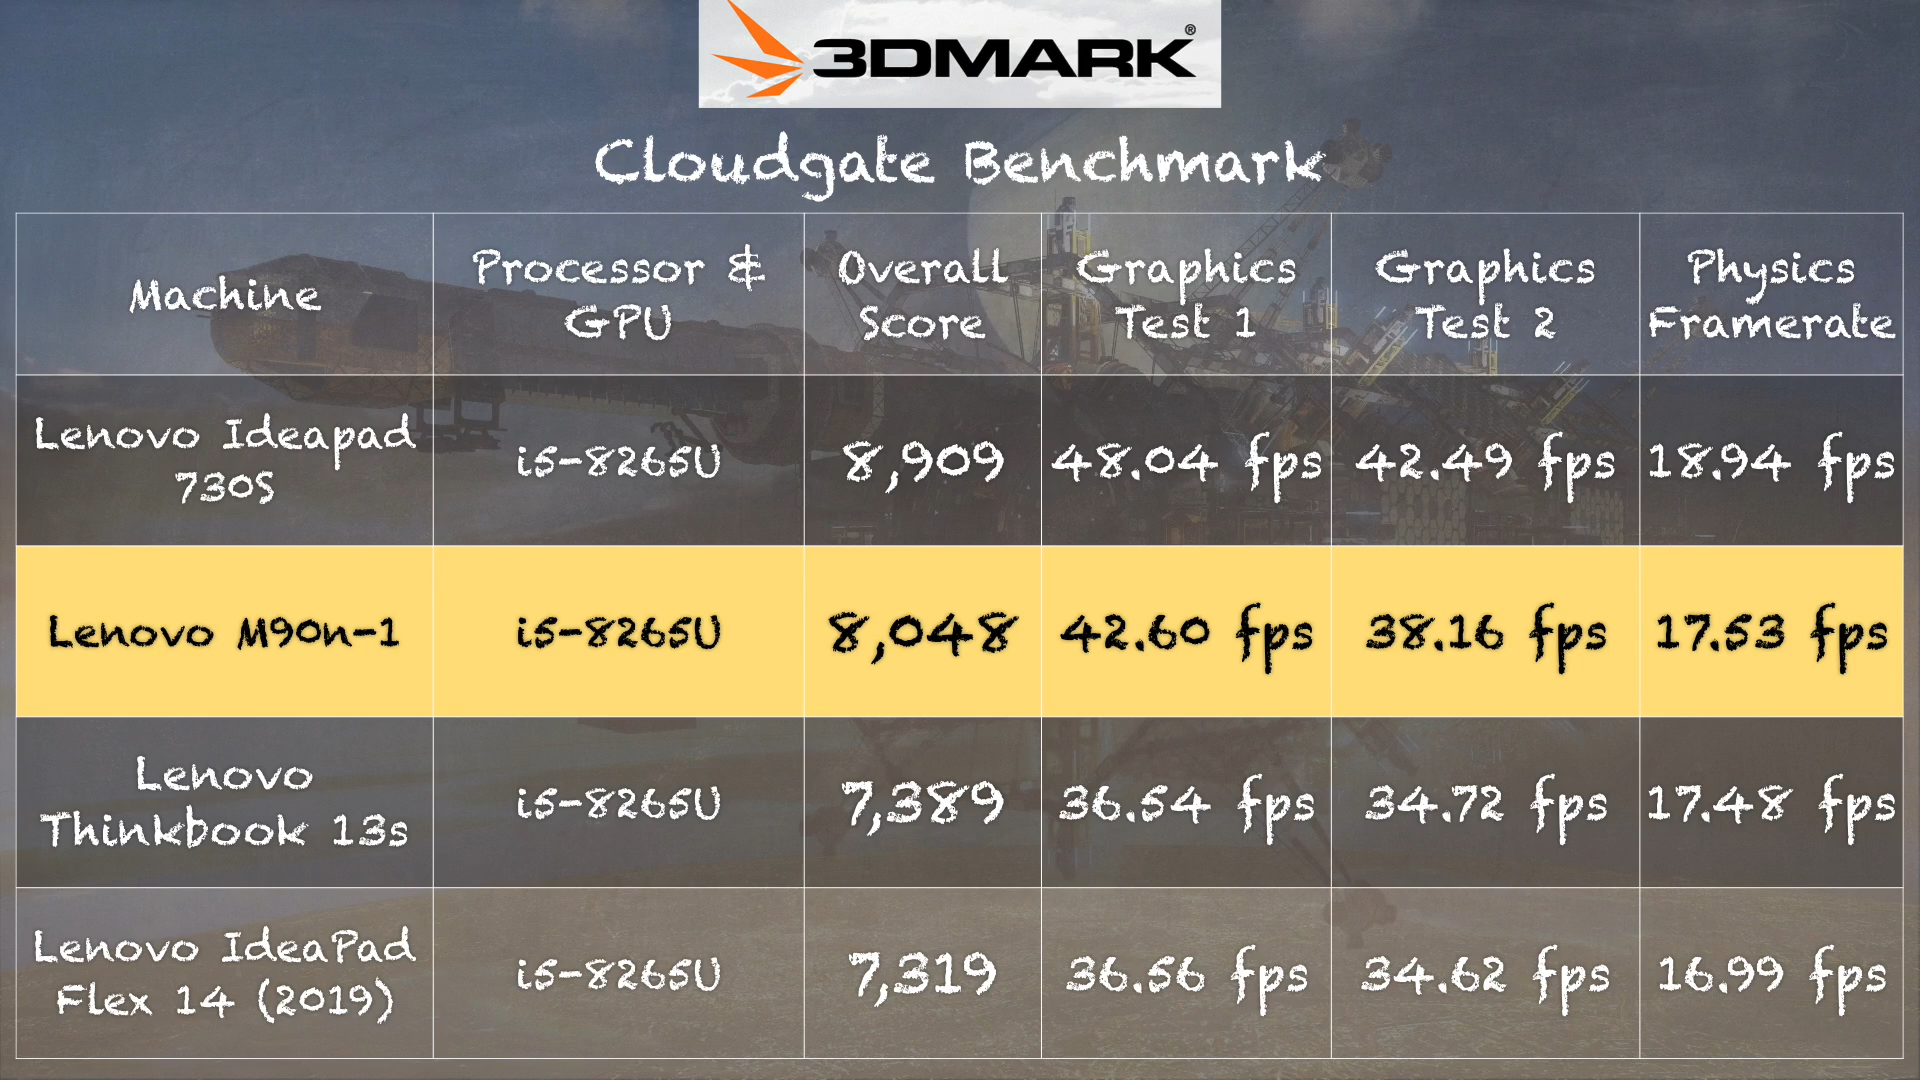 3DMARK®
Cloudgate Benchmark
Machine
Processor &
GPU
Overall
Score
Graphics
Test 1
Graphics
Test 2
Physics
Framerate
Lenovo Ideapad
730S
i5-8265U
8,909
48.04 fps
42.49 fps
18.94 fps
Lenovo M90n-1
i5-8265U
8,048
42.60 fps
38.16 fps
17.53 fps
Lenovo
Thinkbook 13s
i5-8265U
7,389
36.54 fps
34.72 fps
17.48 fps
Lenovo IdeaPad
Flex 14 (2019)
i5-8265U
7,319
36.56 fps
34.62 fps
16.99 fps